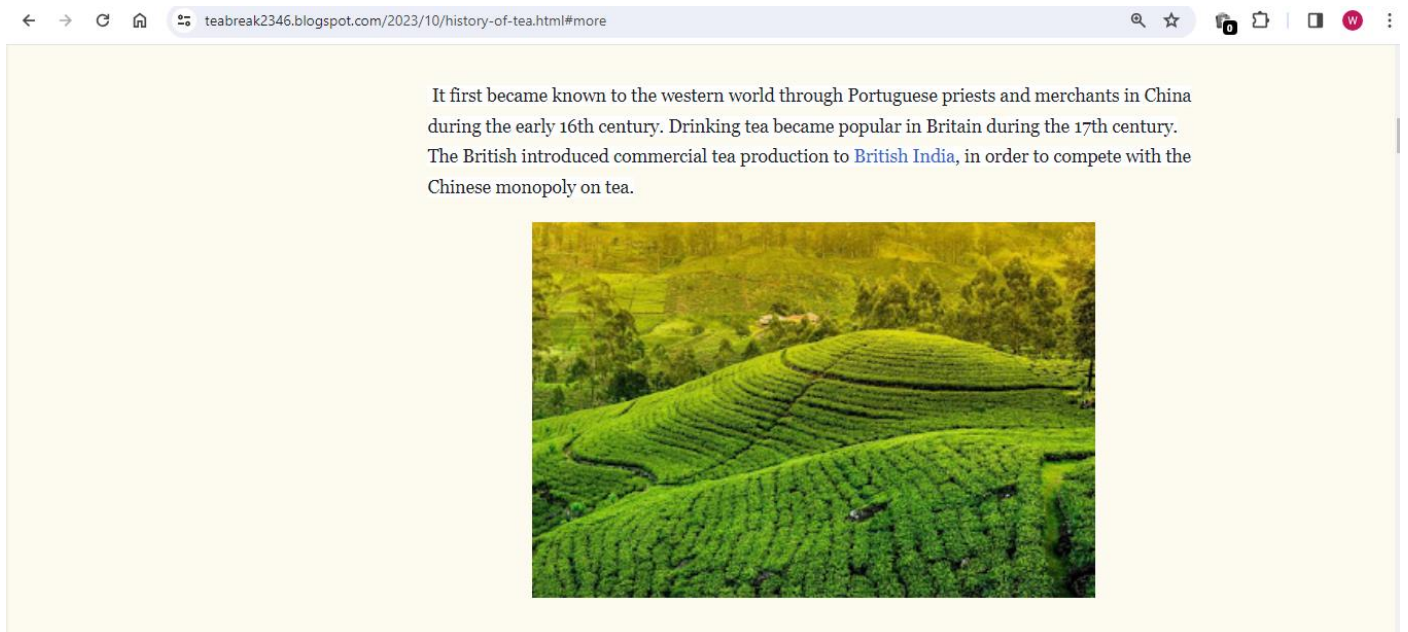 teabreak2346.blogspot.com/2023/10/history-of-tea.html#more
0
W
It first became known to the western world through Portuguese priests and merchants in China
during the early 16th century. Drinking tea became popular in Britain during the 17th century.
The British introduced commercial tea production to British India, in order to compete with the
Chinese monopoly on tea.